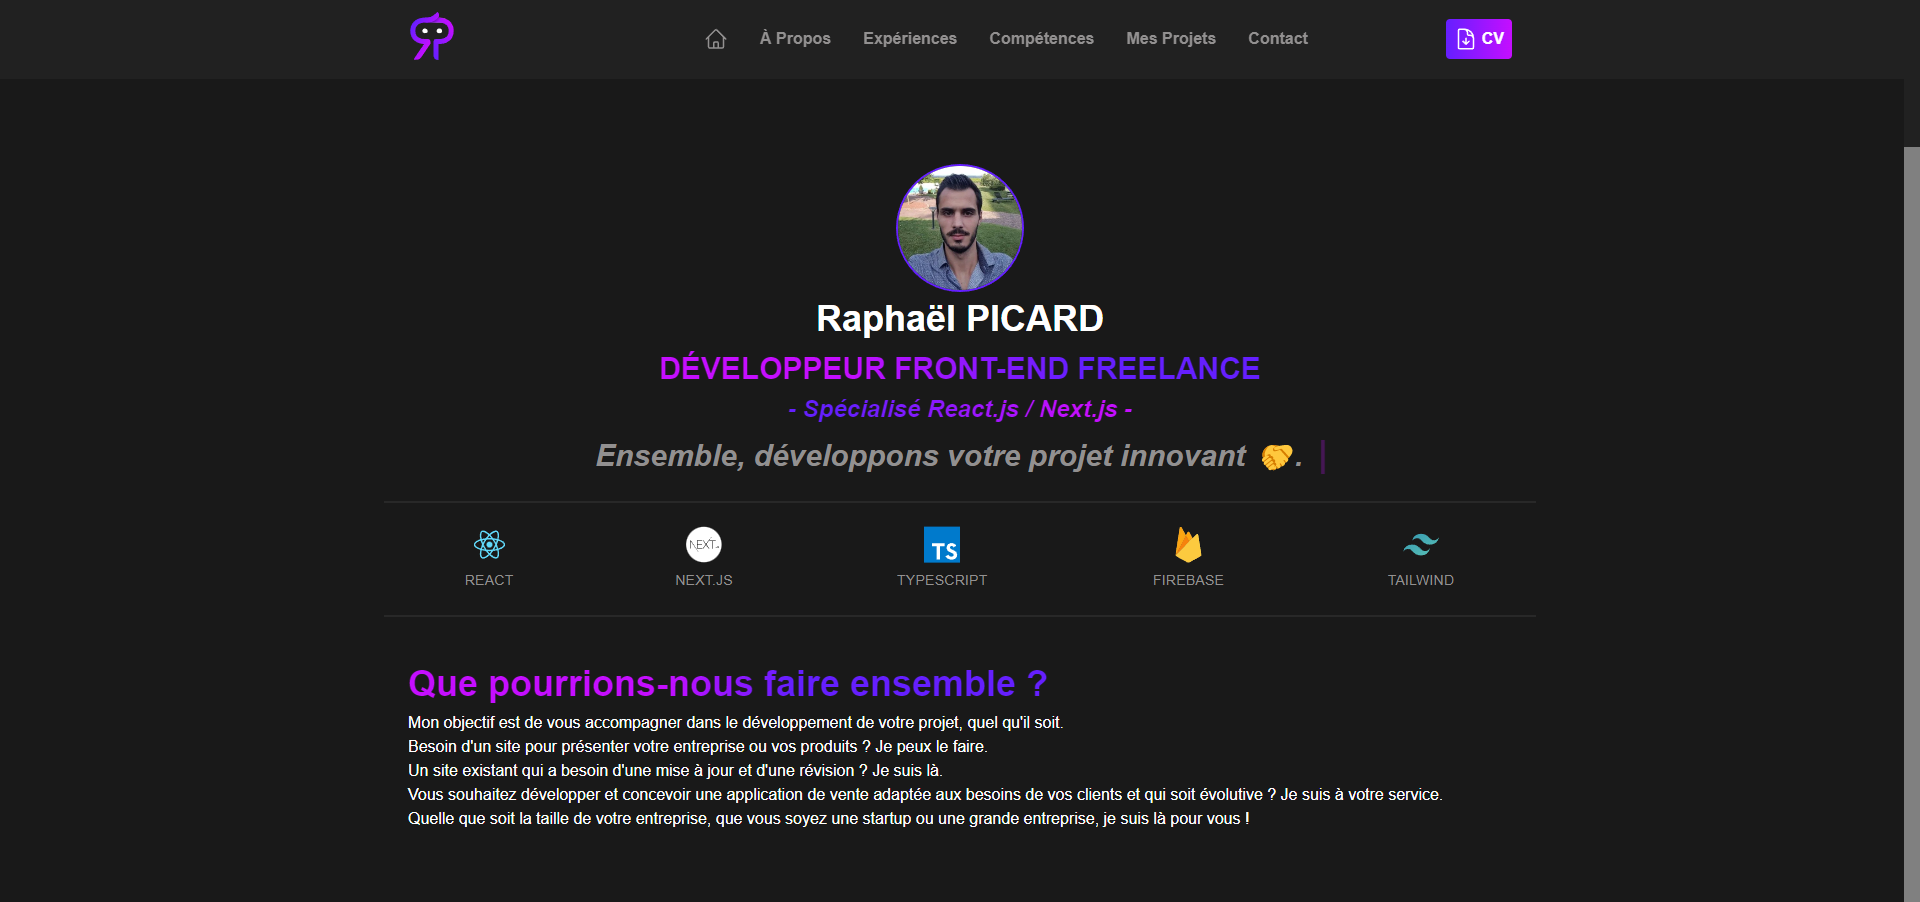 À Propos Expériences Compétences Mes Projets Contact CV
Raphaël PICARD
DÉVELOPPEUR FRONT-END FREELANCE
- Spécialisé React.js / Next.js -
Ensemble, développons votre projet innovant 🤝. |
NEXT.js TS
REACT NEXT.JS TYPESCRIPT FIREBASE TAILWIND
Que pourrions-nous faire ensemble ?
Mon objectif est de vous accompagner dans le développement de votre projet, quel qu'il soit.
Besoin d'un site pour présenter votre entreprise ou vos produits ? Je peux le faire.
Un site existant qui a besoin d'une mise à jour et d'une révision ? Je suis là.
Vous souhaitez développer et concevoir une application de vente adaptée aux besoins de vos clients et qui soit évolutive ? Je suis à votre service.
Quelle que soit la taille de votre entreprise, que vous soyez une startup ou une grande entreprise, je suis là pour vous !